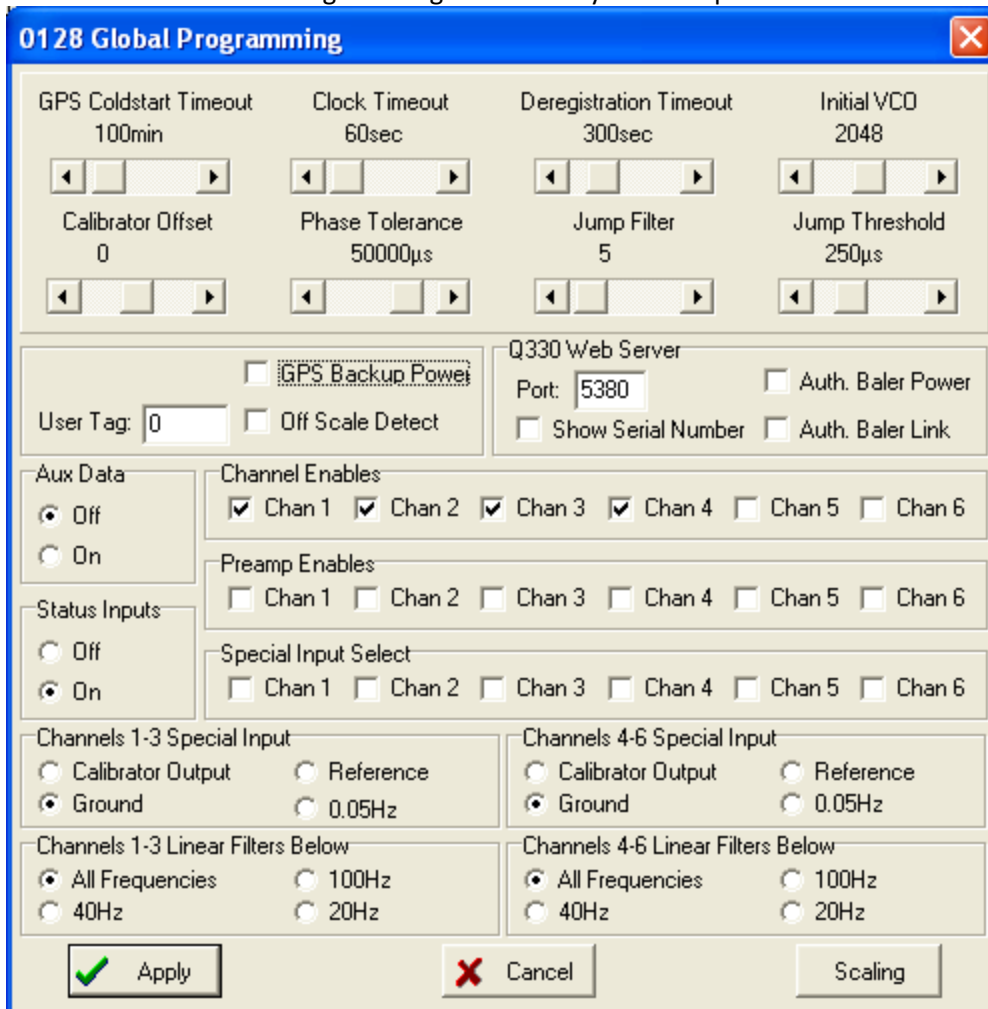 0128 Global Programming
GPS Coldstart Timeout Clock Timeout Deregistration Timeout Initial VCO
100min 60sec 300sec 2048
Calibrator Offset Phase Tolerance Jump Filter Jump Threshold
0 50000µs 5 250µs
GPS Backup Power
User Tag: 0 Off Scale Detect
Q330 Web Server
Port: 5380 Auth. Baler Power
Show Serial Number Auth. Baler Link
Aux Data
Off
On
Channel Enables
Chan 1 Chan 2 Chan 3 Chan 4 Chan 5 Chan 6
Preamp Enables
Chan 1 Chan 2 Chan 3 Chan 4 Chan 5 Chan 6
Status Inputs
Off
On
Special Input Select
Chan 1 Chan 2 Chan 3 Chan 4 Chan 5 Chan 6
Channels 1-3 Special Input
Calibrator Output Reference
Ground 0.05Hz
Channels 4-6 Special Input
Calibrator Output Reference
Ground 0.05Hz
Channels 1-3 Linear Filters Below
All Frequencies 100Hz
40Hz 20Hz
Channels 4-6 Linear Filters Below
All Frequencies 100Hz
40Hz 20Hz
Apply Cancel Scaling